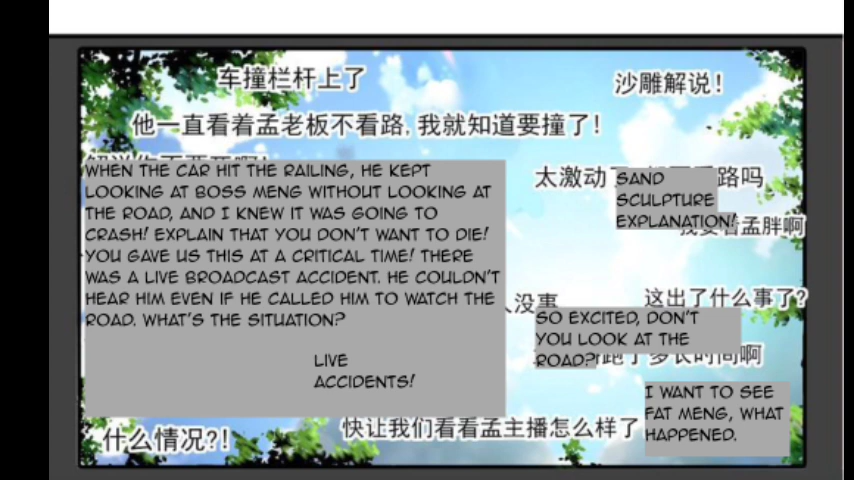 车撞栏杆上了
沙雕解说!
他一直看着孟老板不看路,我就知道要撞了!
太激动
路吗
WHEN THE CAR HIT THE RAILING, HE KEPT
LOOKING AT BOSS MENG WITHOUT LOOKING AT
THE ROAD, AND I KNEW IT WAS GOING TO
CRASH! EXPLAIN THAT YOU DON'T WANT TO DIE!
YOU GAVE US THIS AT A CRITICAL TIME! THERE
WAS A LIVE BROADCAST ACCIDENT. HE COULDN'T
HEAR HIM EVEN IF HE CALLED HIM TO WATCH THE
ROAD. WHAT'S THE SITUATION?
LIVE
ACCIDENTS!
SAND
SCULPTURE
EXPLANATION!
看孟胖啊
没事
这出了什么事了?
SO EXCITED, DON'T
YOU LOOK AT THE
ROAD?
多长时间啊
I WANT TO SEE
FAT MENG, WHAT
HAPPENED.
什么情况?!
快让我们看看孟主播怎么样了